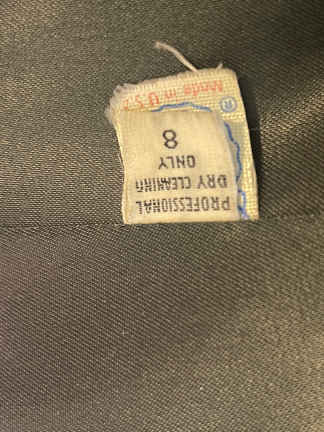 PROFESSIONAL
DRY CLEANING
ONLY
8
Made in U.S.A
®